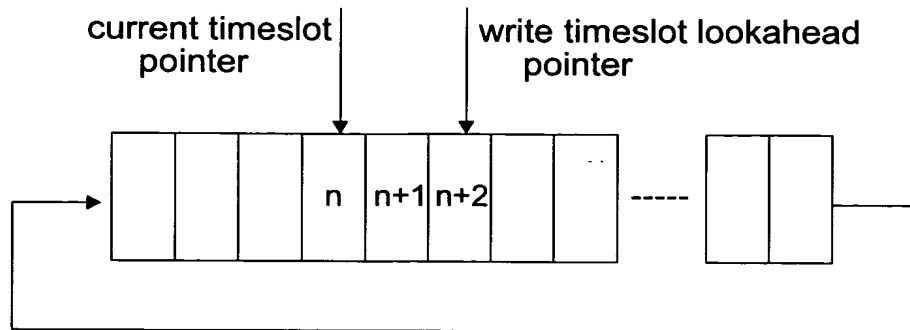 current timeslot
pointer
write timeslot lookahead
pointer
n
n+1
n+2